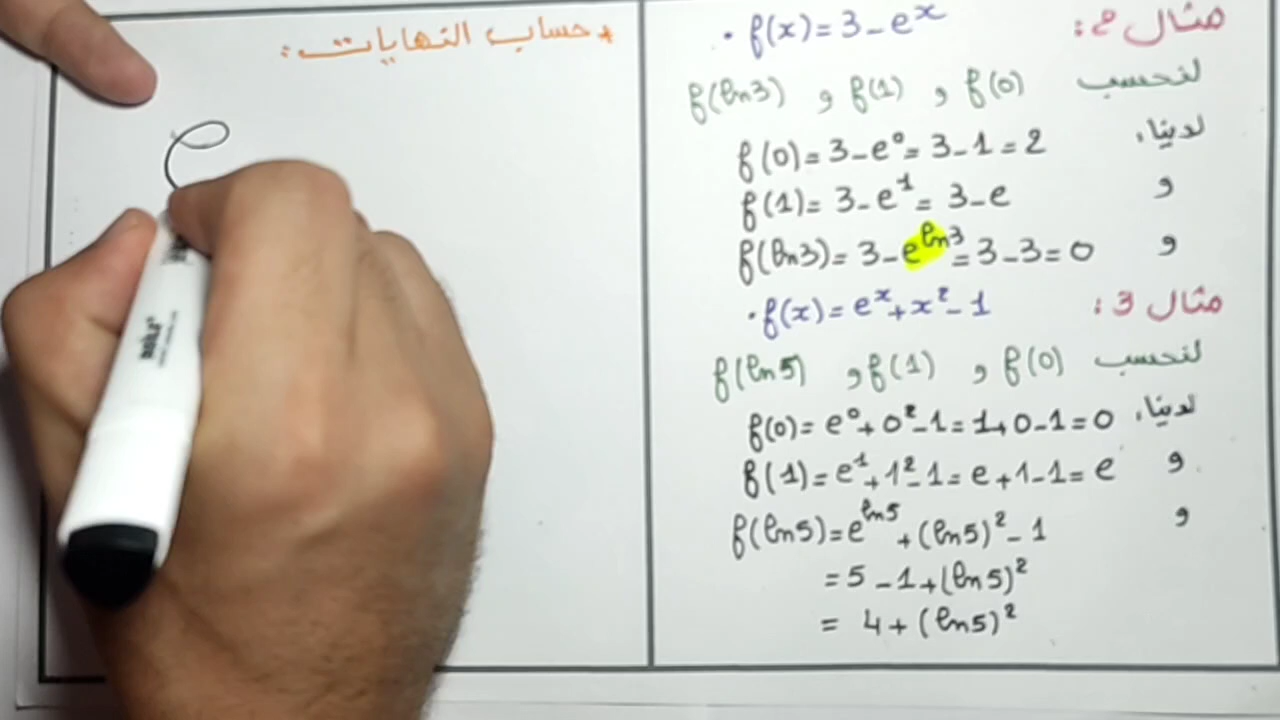 مثال 2:
• f(x) = 3 - e^x
لنحسب f(0) و f(1) و f(ln3)
لدينا، f(0) = 3 - e^0 = 3 - 1 = 2
و f(1) = 3 - e^1 = 3 - e
و f(ln3) = 3 - e^ln3 = 3 - 3 = 0
مثال 3:
• f(x) = e^x + x^2 - 1
لنحسب f(0) و f(1) و f(ln5)
لدينا، f(0) = e^0 + 0^2 - 1 = 1 + 0 - 1 = 0
و f(1) = e^1 + 1^2 - 1 = e + 1 - 1 = e
و f(ln5) = e^ln5 + (ln5)^2 - 1
= 5 - 1 + (ln5)^2
= 4 + (ln5)^2
* حساب النهايات: